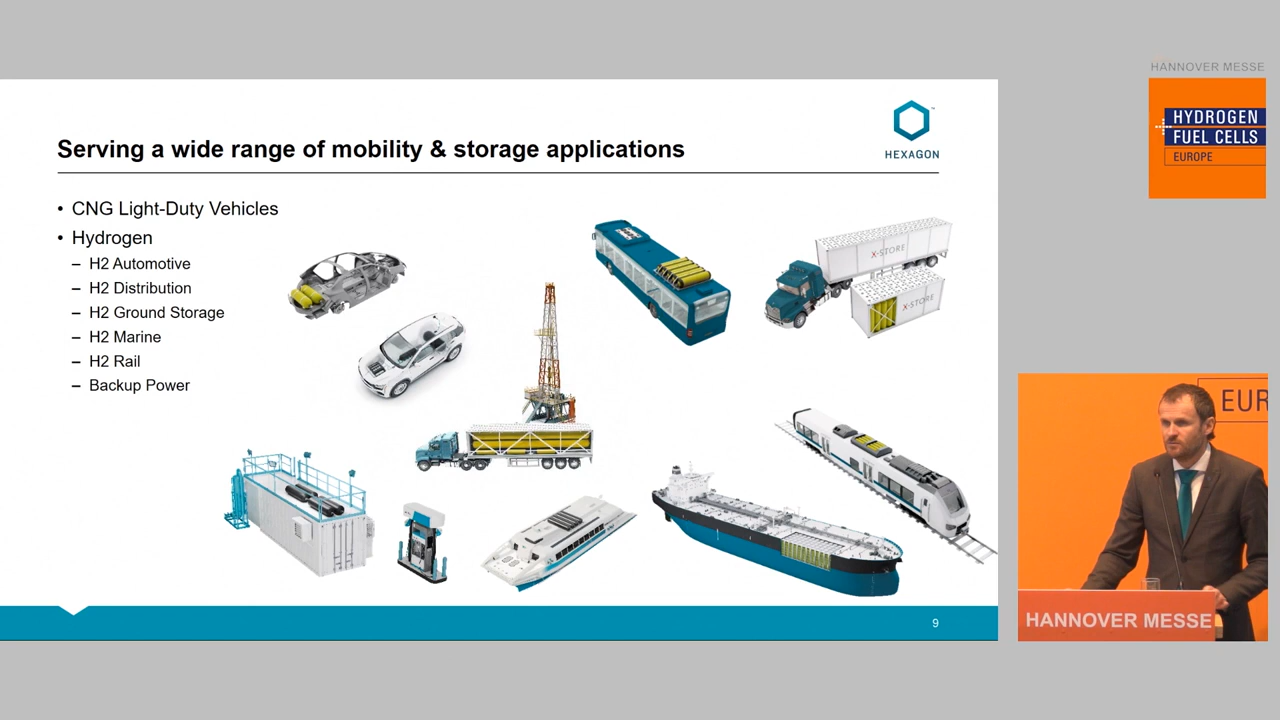 HANNOVER MESSE
HYDROGEN
FUEL CELLS
EUROPE
Serving a wide range of mobility & storage applications
HEXAGON
• CNG Light-Duty Vehicles
• Hydrogen
– H2 Automotive
– H2 Distribution
– H2 Ground Storage
– H2 Marine
– H2 Rail
– Backup Power
X-STORE
X-STORE
9
EUR
HANNOVER MESSE